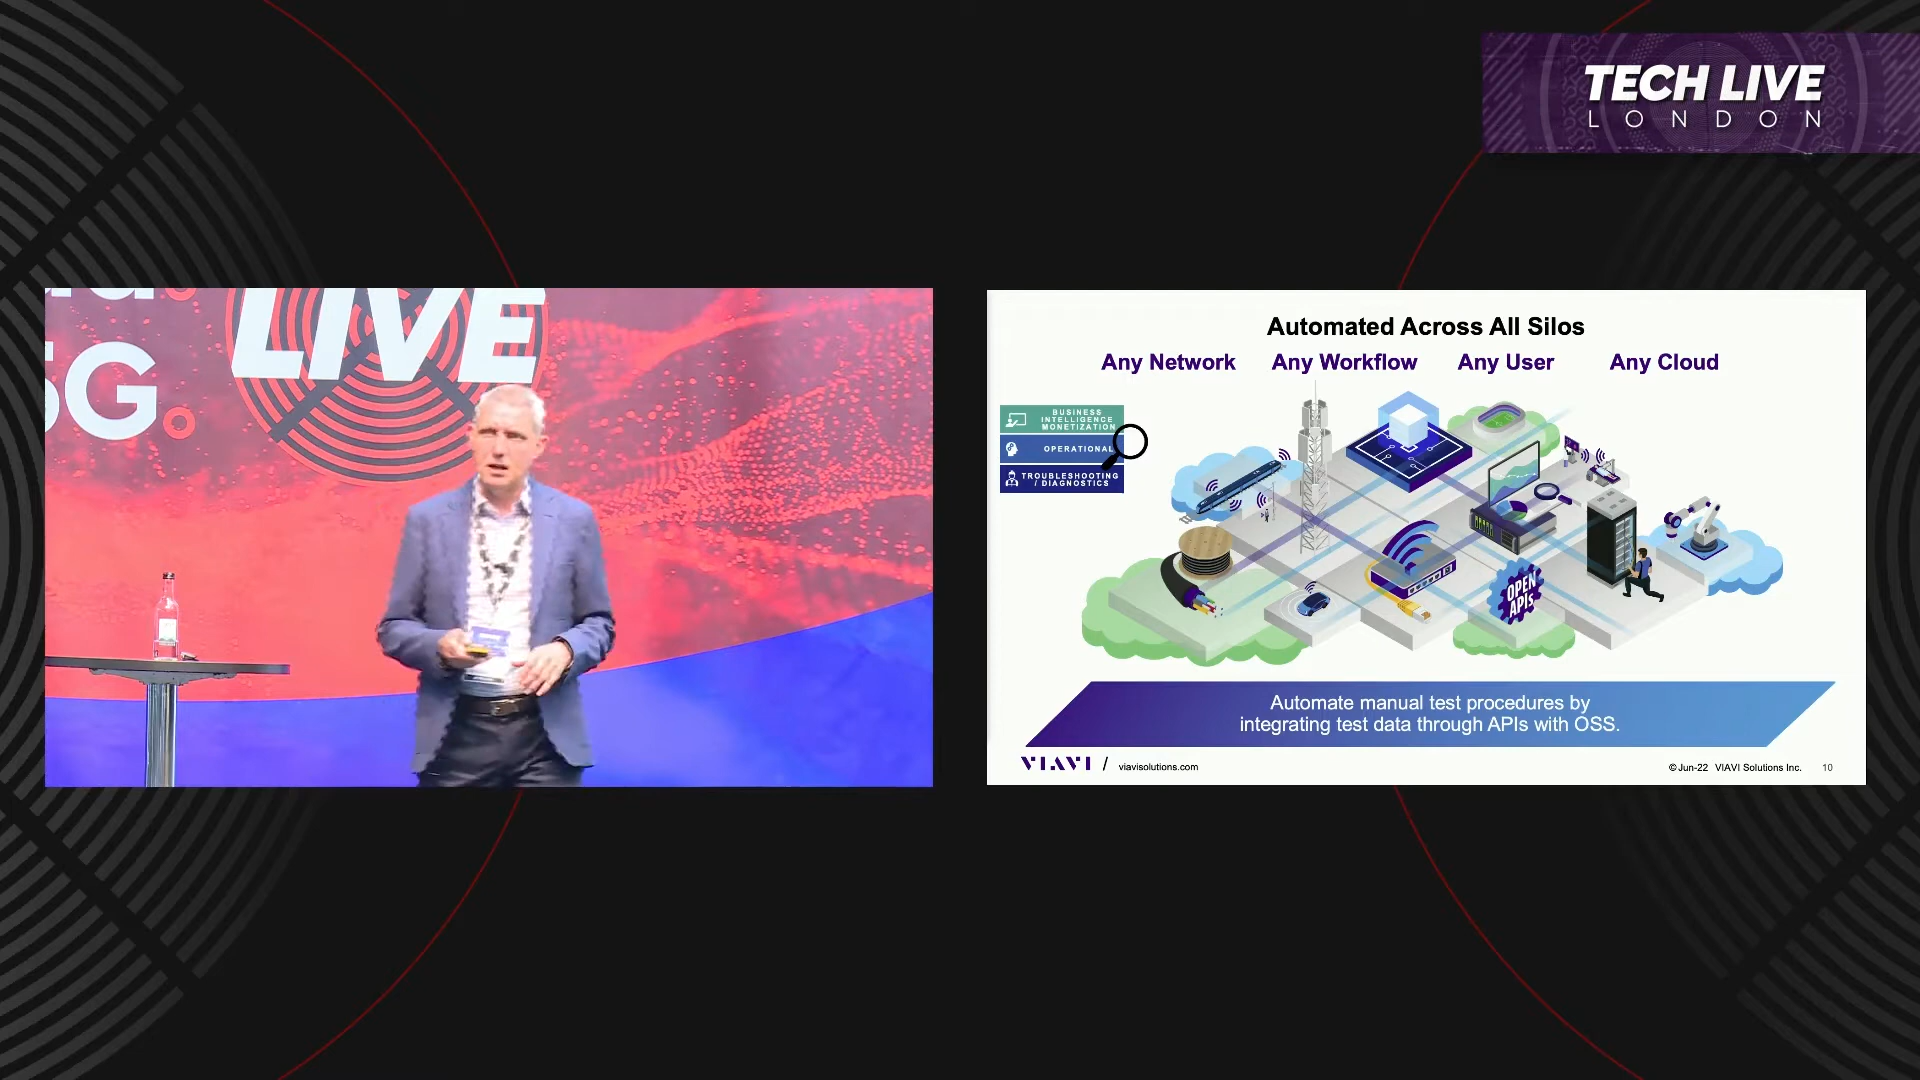 TECH LIVE
LONDON
LIVE
5G.
Automated Across All Silos
Any Network Any Workflow Any User Any Cloud
BUSINESS
INTELLIGENCE
MONETIZATION
OPERATIONAL
TROUBLESHOOTING
/ DIAGNOSTICS
OPEN
APIs
Automate manual test procedures by
integrating test data through APIs with OSS.
VIAVI / viavisolutions.com
©Jun-22 VIAVI Solutions Inc. 10